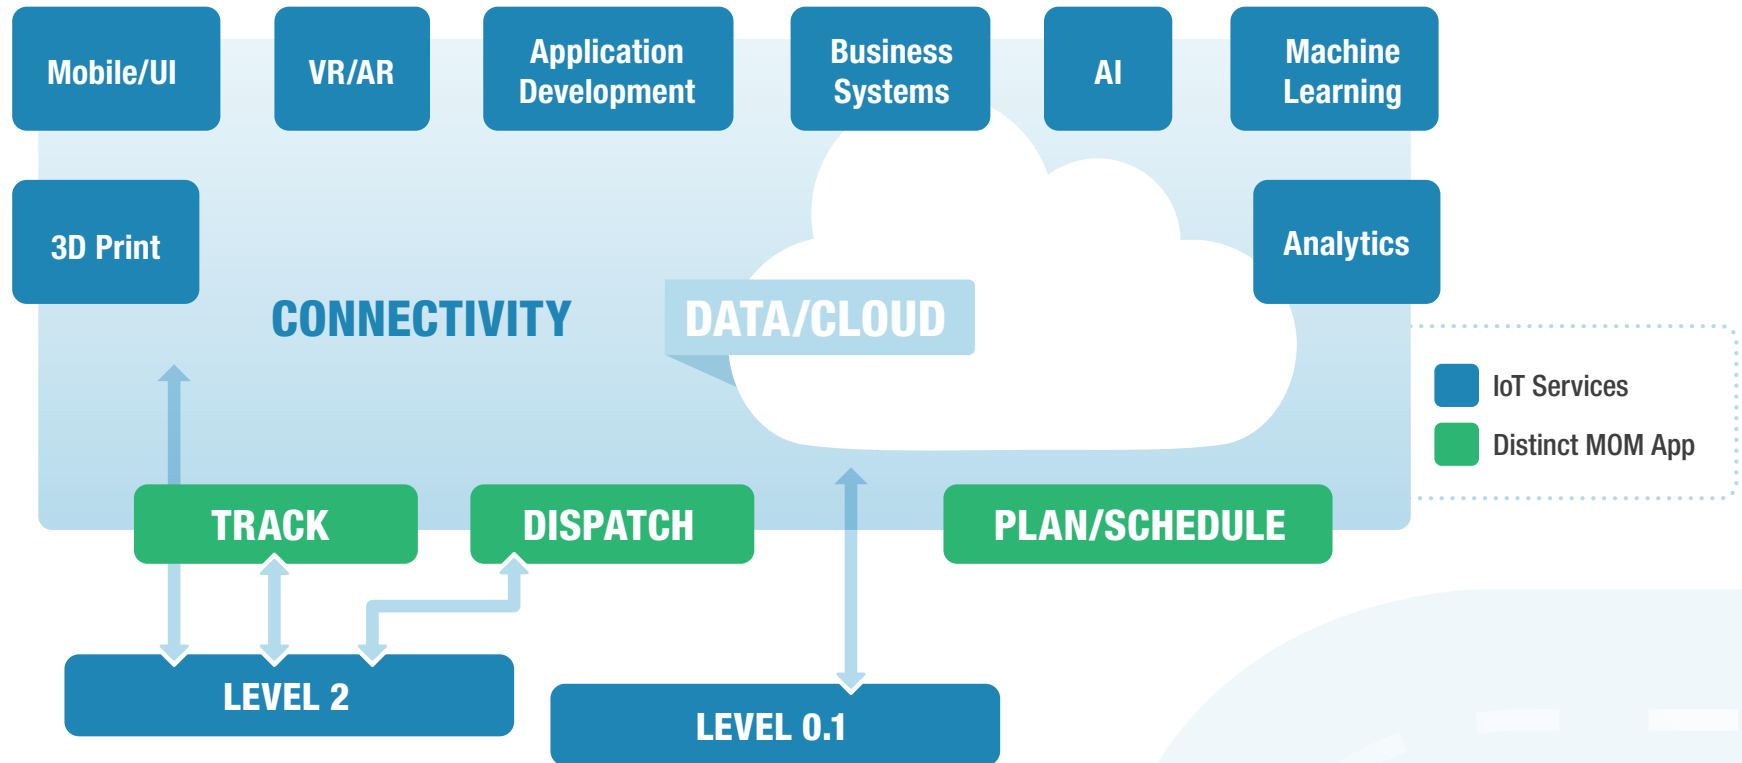 Mobile/UI
VR/AR
Application
Development
Business
Systems
AI
Machine
Learning
3D Print
Analytics
CONNECTIVITY
DATA/CLOUD
IoT Services
Distinct MOM App
TRACK
DISPATCH
PLAN/SCHEDULE
LEVEL 2
LEVEL 0.1